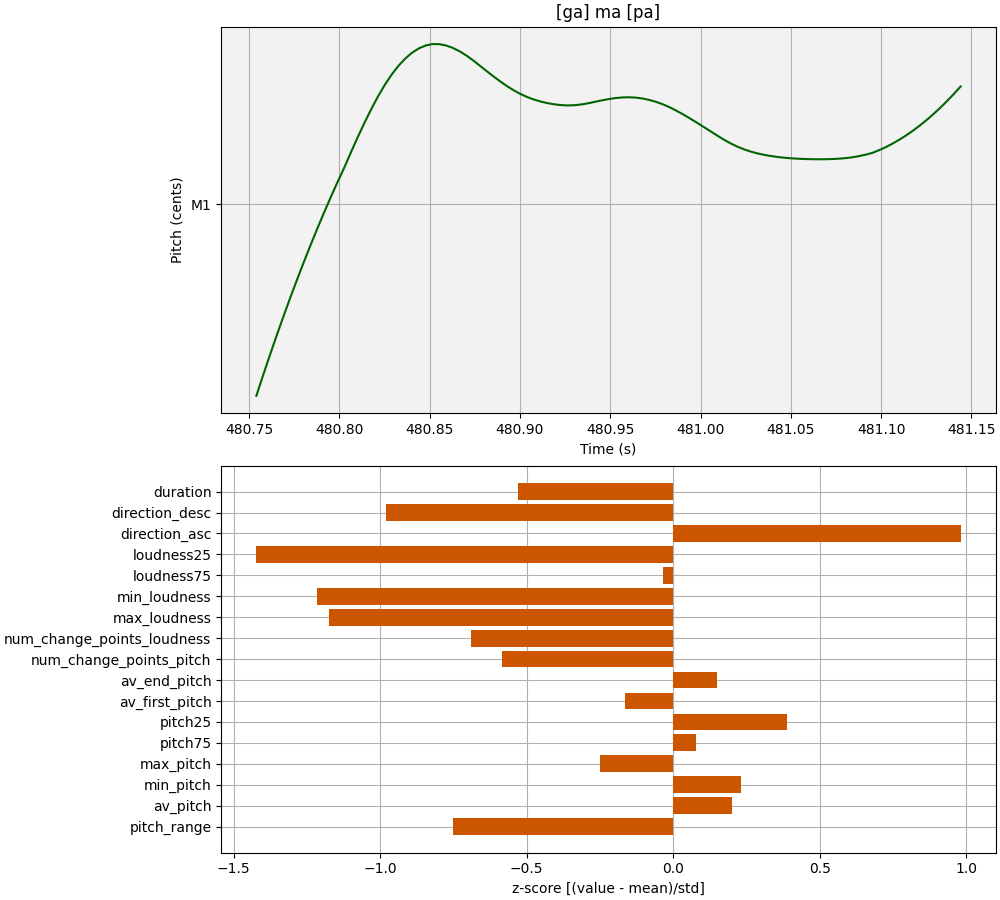 [ga] ma [pa]
Pitch (cents)
M1
480.75 480.80 480.85 480.90 480.95 481.00 481.05 481.10 481.15
Time (s)
duration
direction_desc
direction_asc
loudness25
loudness75
min_loudness
max_loudness
num_change_points_loudness
num_change_points_pitch
av_end_pitch
av_first_pitch
pitch25
pitch75
max_pitch
min_pitch
av_pitch
pitch_range
−1.5 −1.0 −0.5 0.0 0.5 1.0
z-score [(value - mean)/std]